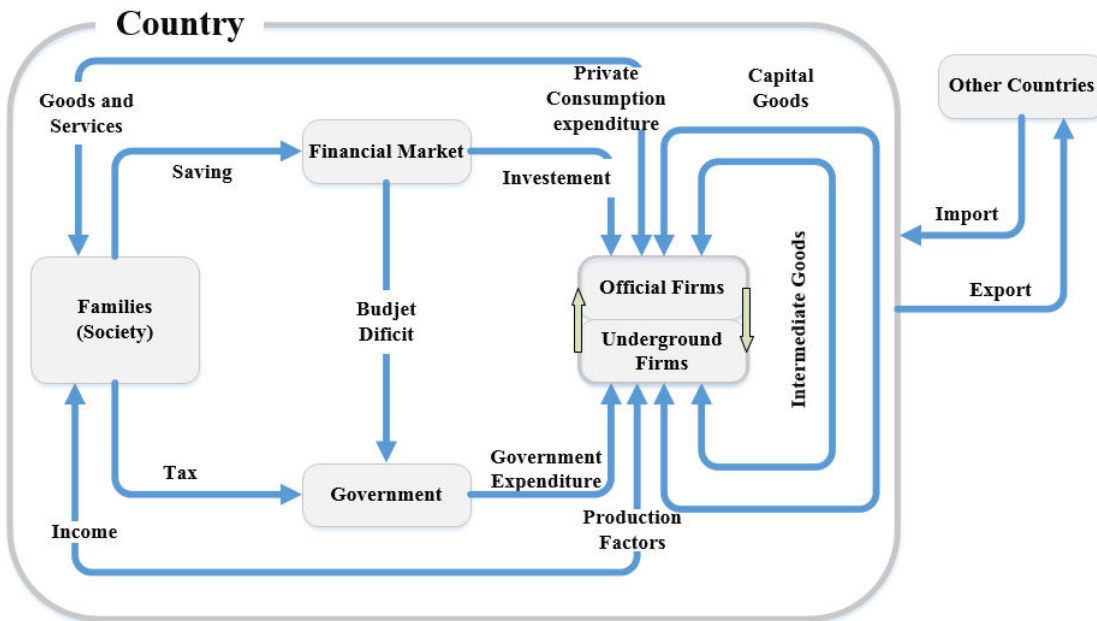 Country
Goods and
Services
Private
Consumption
expenditure
Capital
Goods
Other Countries
Financial Market
Saving
Investement
Import
Intermediate Goods
Export
Families
(Society)
Budjet
Dificit
Official Firms
Underground
Firms
Tax
Government
Government
Expenditure
Income
Production
Factors